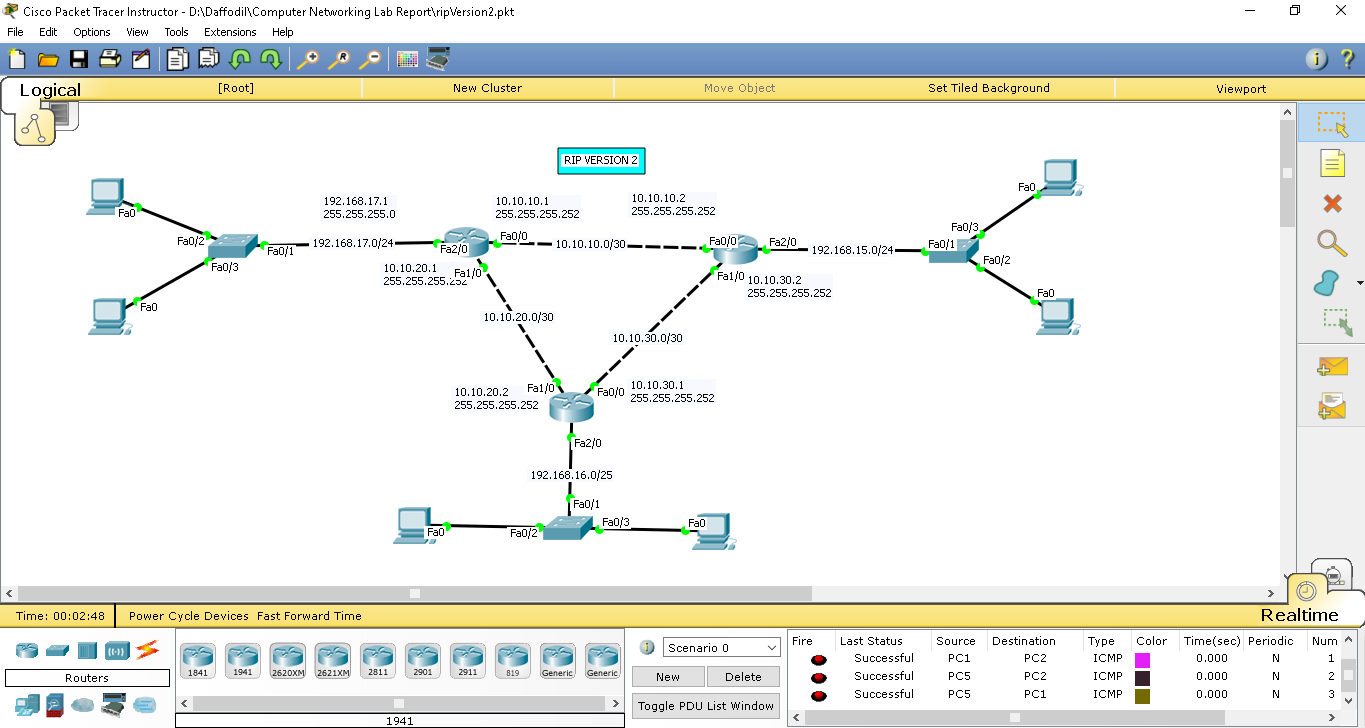 Cisco Packet Tracer Instructor - D:\Daffodil\Computer Networking Lab Report\ripVersion2.pkt
File Edit Options View Tools Extensions Help
Logical [Root] New Cluster Move Object Set Tiled Background Viewport
RIP VERSION 2
192.168.17.1
255.255.255.0
10.10.10.1
255.255.255.252
10.10.10.2
255.255.255.252
Fa0
Fa0/2
Fa0/3
Fa0
Fa0/1
192.168.17.0/24
Fa2/0
Fa0/0
10.10.10.0/30
Fa0/0
Fa2/0
192.168.15.0/24
Fa0/1
Fa0/3
Fa0
Fa0/2
Fa0
10.10.20.1
255.255.255.252
Fa1/0
Fa1/0
10.10.30.2
255.255.255.252
10.10.20.0/30
10.10.30.0/30
10.10.20.2
255.255.255.252
Fa1/0
Fa0/0
10.10.30.1
255.255.255.252
Fa2/0
192.168.16.0/25
Fa0/1
Fa0
Fa0/2
Fa0/3
Fa0
Time: 00:02:48 Power Cycle Devices Fast Forward Time Realtime
Routers
1841 1941 2620XM 2621XM 2811 2901 2911 819 Generic Generic
1941
Scenario 0
New Delete
Toggle PDU List Window
Fire Last Status Source Destination Type Color Time(sec) Periodic Num
Successful PC1 PC2 ICMP 0.000 N 1
Successful PC5 PC2 ICMP 0.000 N 2
Successful PC5 PC1 ICMP 0.000 N 3